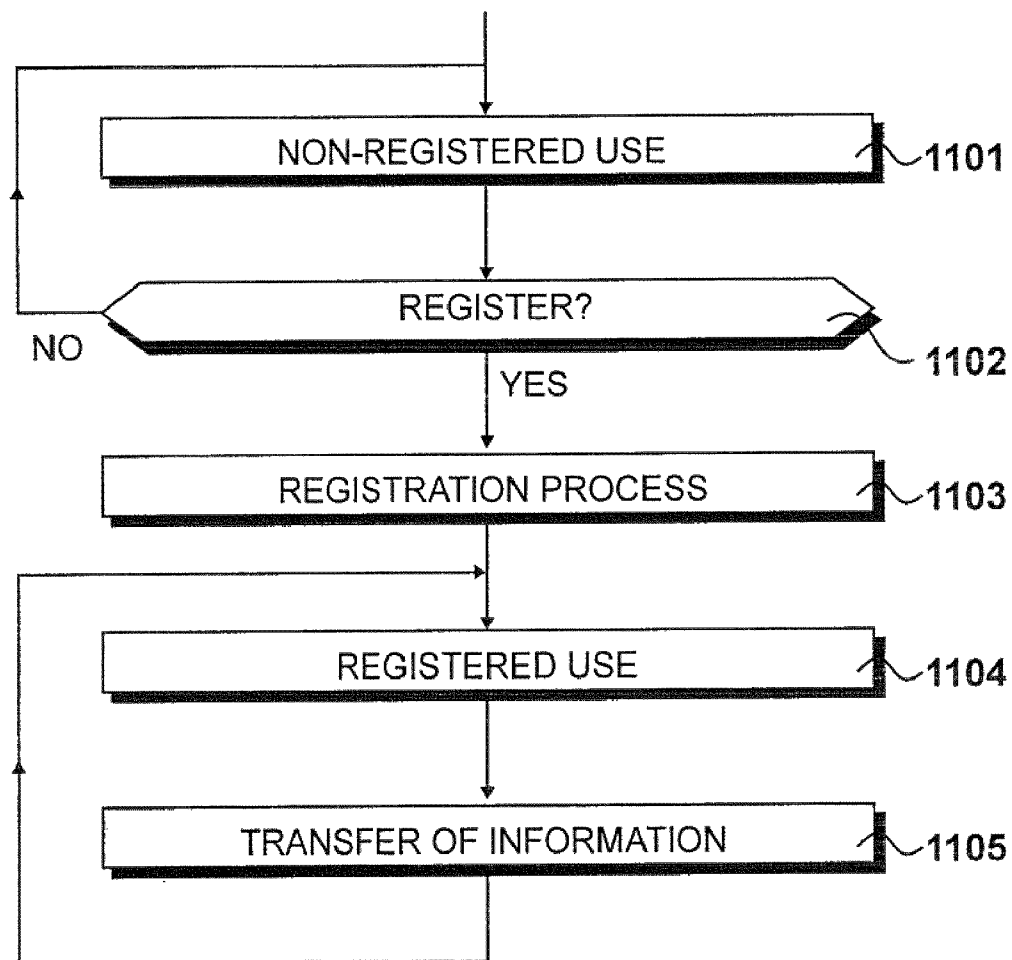 NON-REGISTERED USE
1101
REGISTER?
NO
1102
YES
REGISTRATION PROCESS
1103
REGISTERED USE
1104
TRANSFER OF INFORMATION
1105